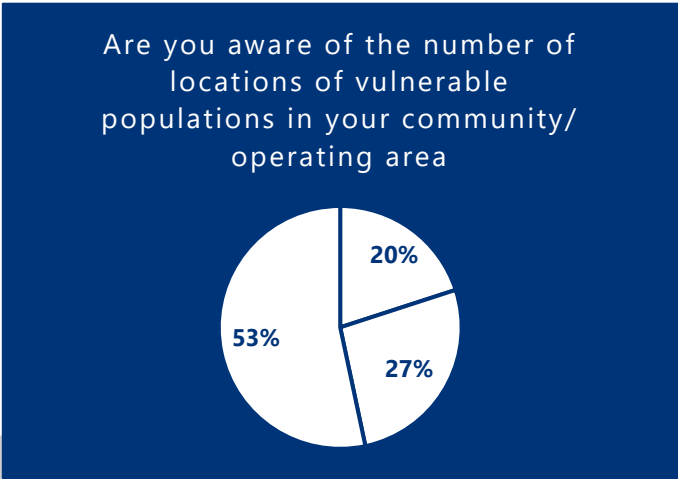 Are you aware of the number of
locations of vulnerable
populations in your community/
operating area
20%
53%
27%